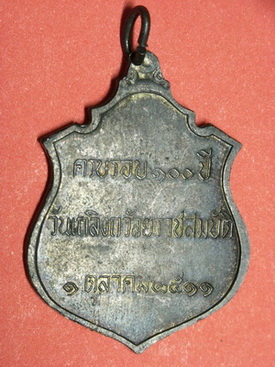 คาบรอบ๑๐๐ ปี
วันเถลิงถวัลยราชสมบัติ
๑ ตุลาคม๒๕๑๑